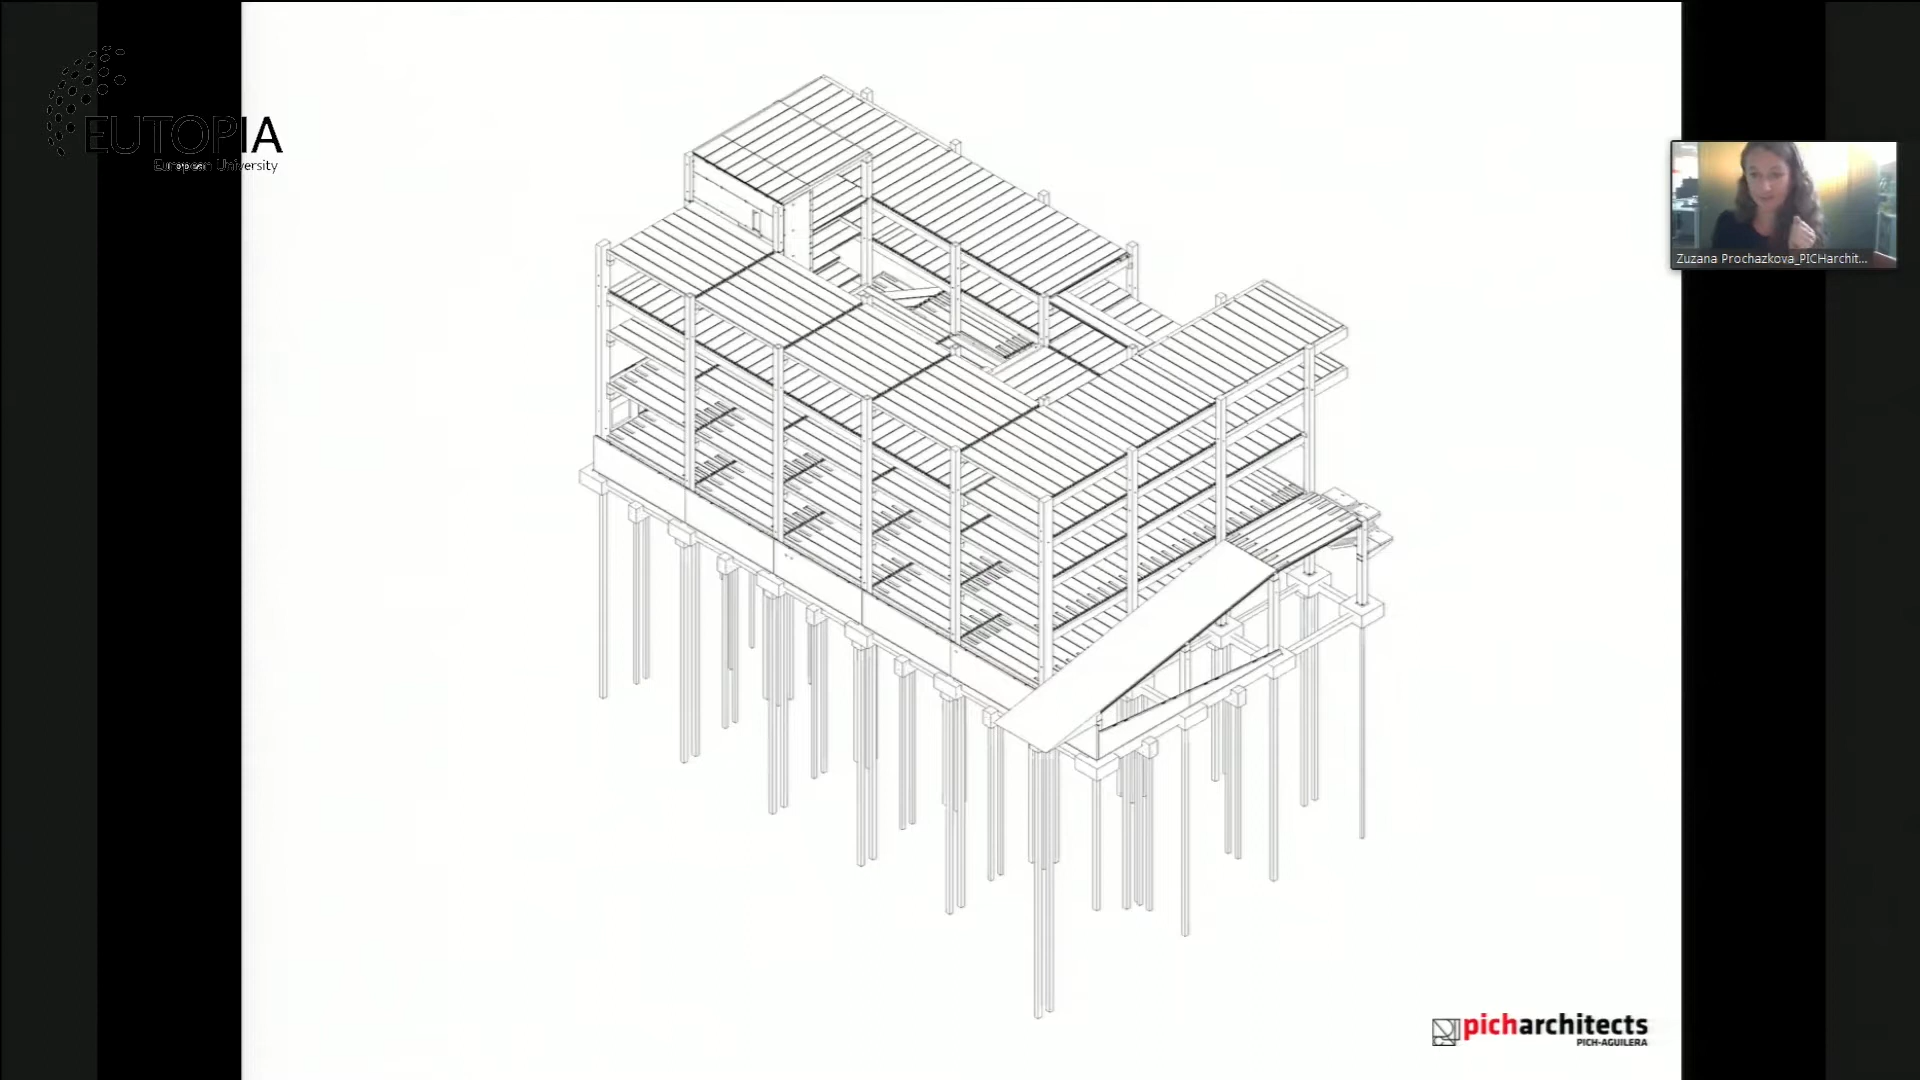 EUTOPIA
European University
Zuzana Prochazkova_PICHarchit...
picharchitects
PICH-AGUILERA